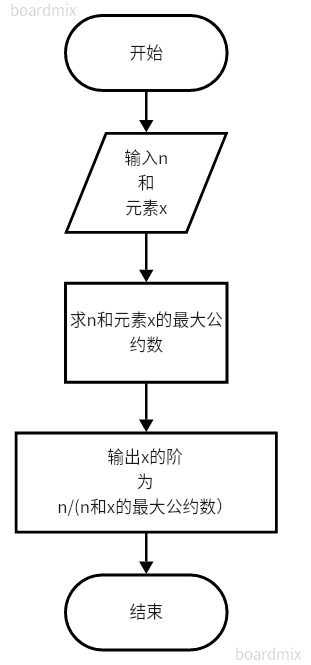 boardmix
开始
输入n
和
元素x
求n和元素x的最大公
约数
输出x的阶
为
n/(n和x的最大公约数）
结束
boardmix